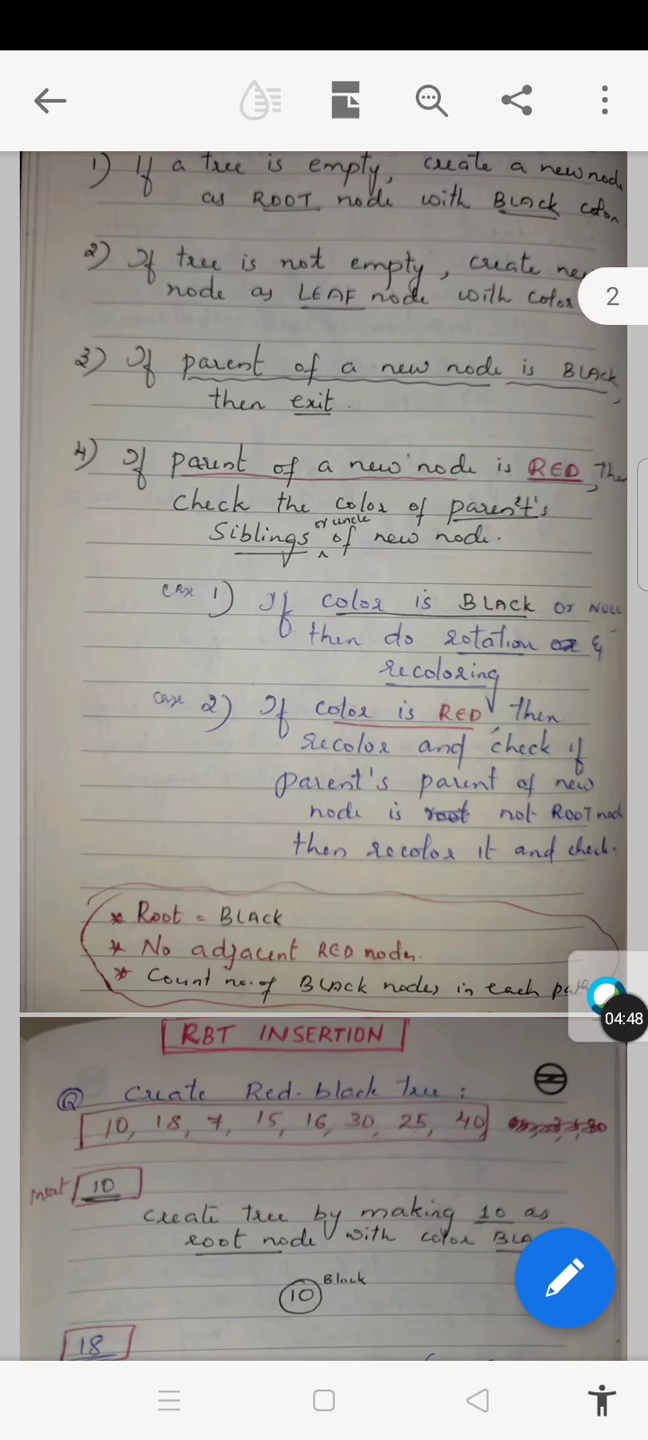 1) If a tree is empty, create a new node
as ROOT node with BLACK color
2) If tree is not empty, create
node as LEAF node with color
2
3) If parent of a new node is BLACK,
then exit.
4) If parent of a new node is RED, Then
check the color of parent's
or uncle
Siblings of new node.
case 1) If color is BLACK or NULL
then do rotation &
recoloring
case 2) If color is RED then
recolor and check if
parent's parent of new
node is not ROOT node
then recolor it and check.
* Root = BLACK
* No adjacent RED nodes.
* Count no. of BLACK nodes in each
04:48
RBT INSERTION
Q Create Red-black tree :
10, 18, 7, 15, 16, 30, 25, 40
insert 10
create tree by making 10 as
root node with color
Black
10
18